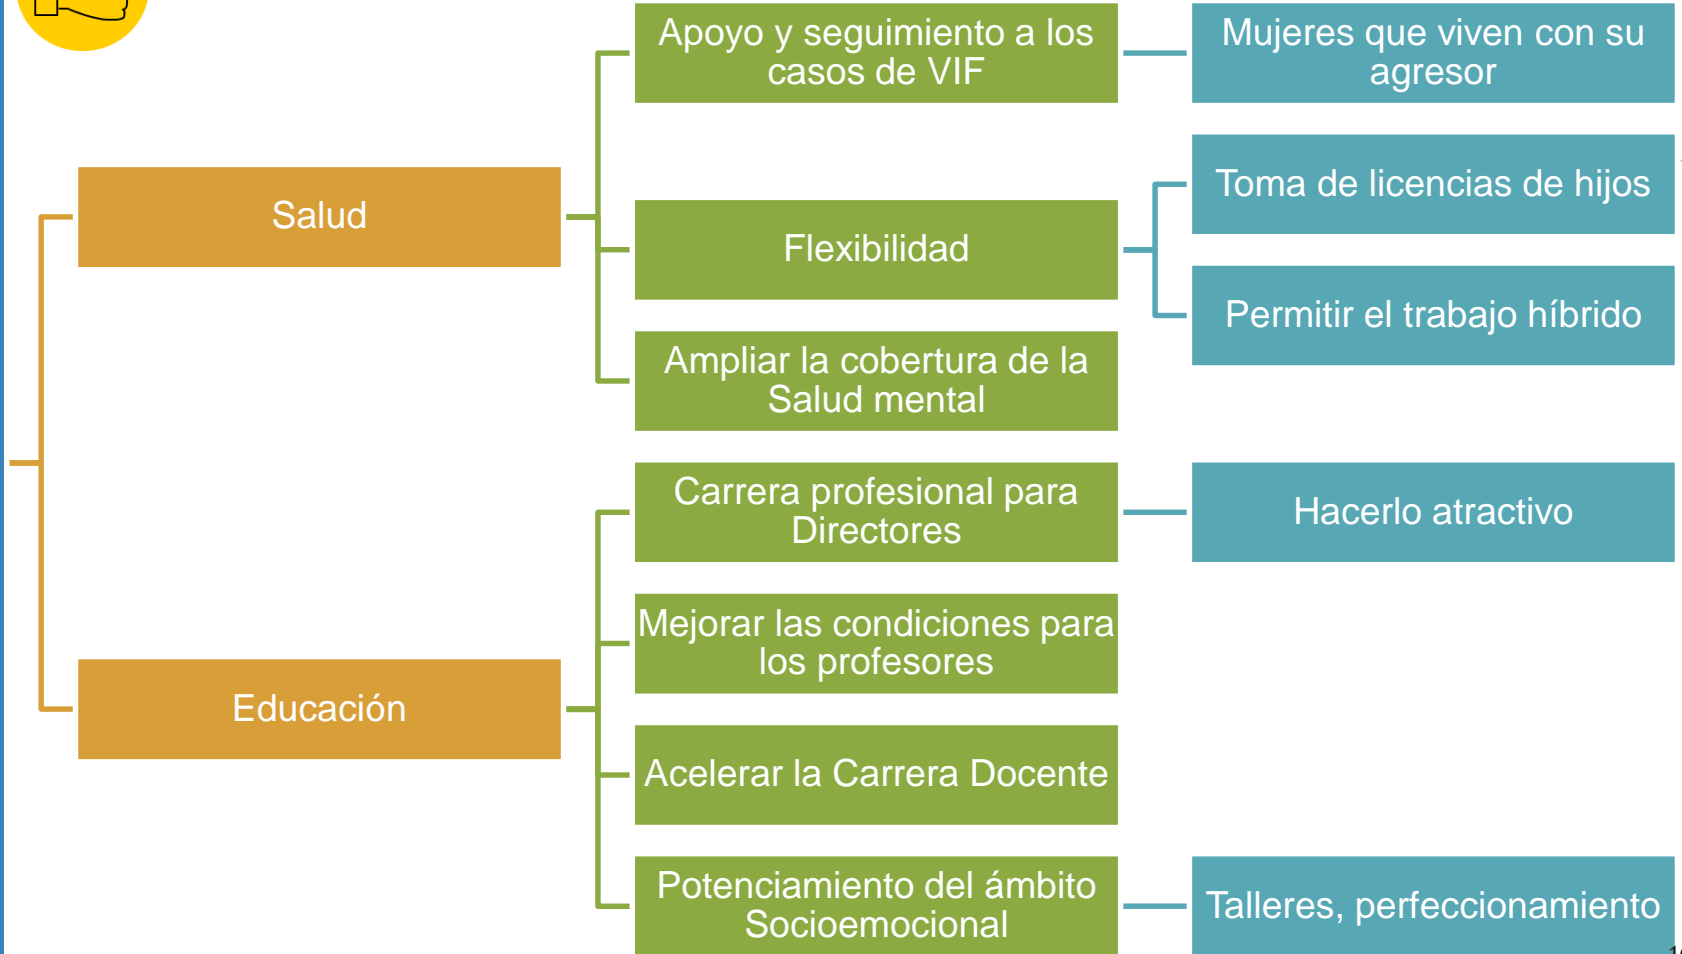 Apoyo y seguimiento a los
casos de VIF
Mujeres que viven con su
agresor
Toma de licencias de hijos
Salud
Flexibilidad
Permitir el trabajo híbrido
Ampliar la cobertura de la
Salud mental
Carrera profesional para
Directores
Hacerlo atractivo
Mejorar las condiciones para
los profesores
Educación
Acelerar la Carrera Docente
Potenciamiento del ámbito
Socioemocional
Talleres, perfeccionamiento